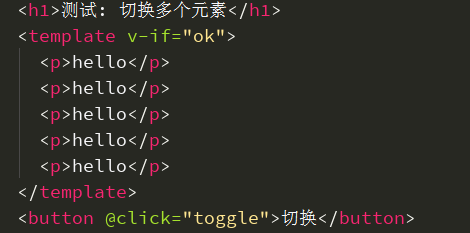 <h1>测试: 切换多个元素</h1>
<template v-if="ok">
<p>hello</p>
<p>hello</p>
<p>hello</p>
<p>hello</p>
<p>hello</p>
</template>
<button @click="toggle">切换</button>